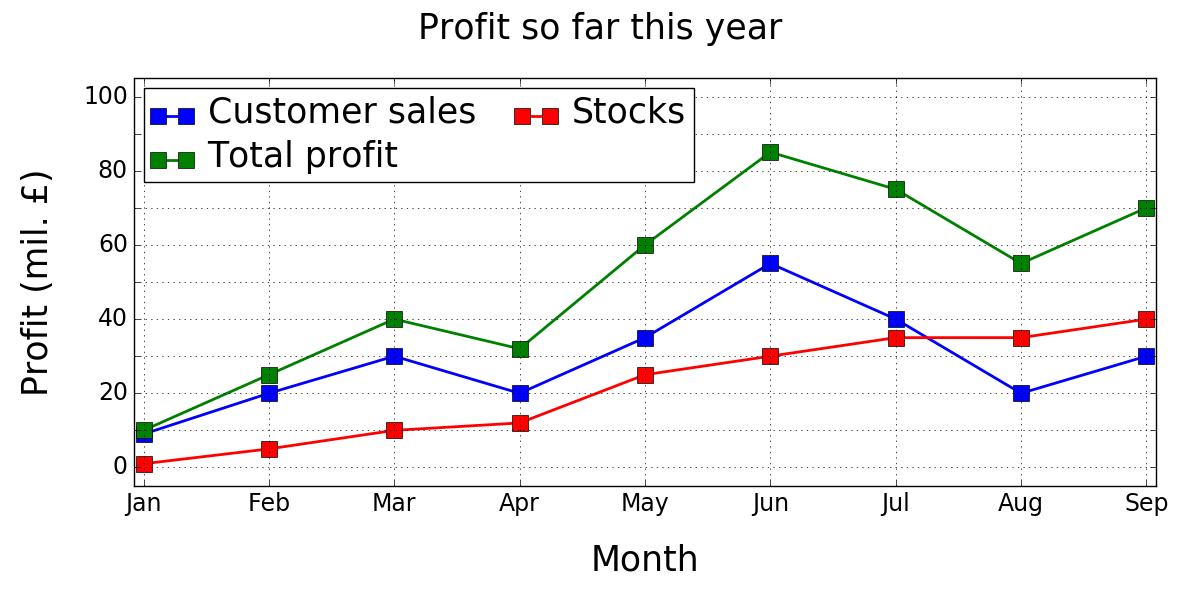 Profit so far this year
Profit (mil. £)
100
80
60
40
20
0
Customer sales
Stocks
Total profit
Jan Feb Mar Apr May Jun Jul Aug Sep
Month